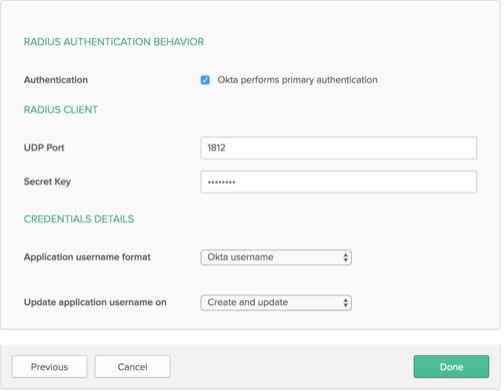 RADIUS AUTHENTICATION BEHAVIOR
Authentication Okta performs primary authentication
RADIUS CLIENT
UDP Port 1812
Secret Key ••••••••
CREDENTIALS DETAILS
Application username format Okta username
Update application username on Create and update
Previous Cancel Done